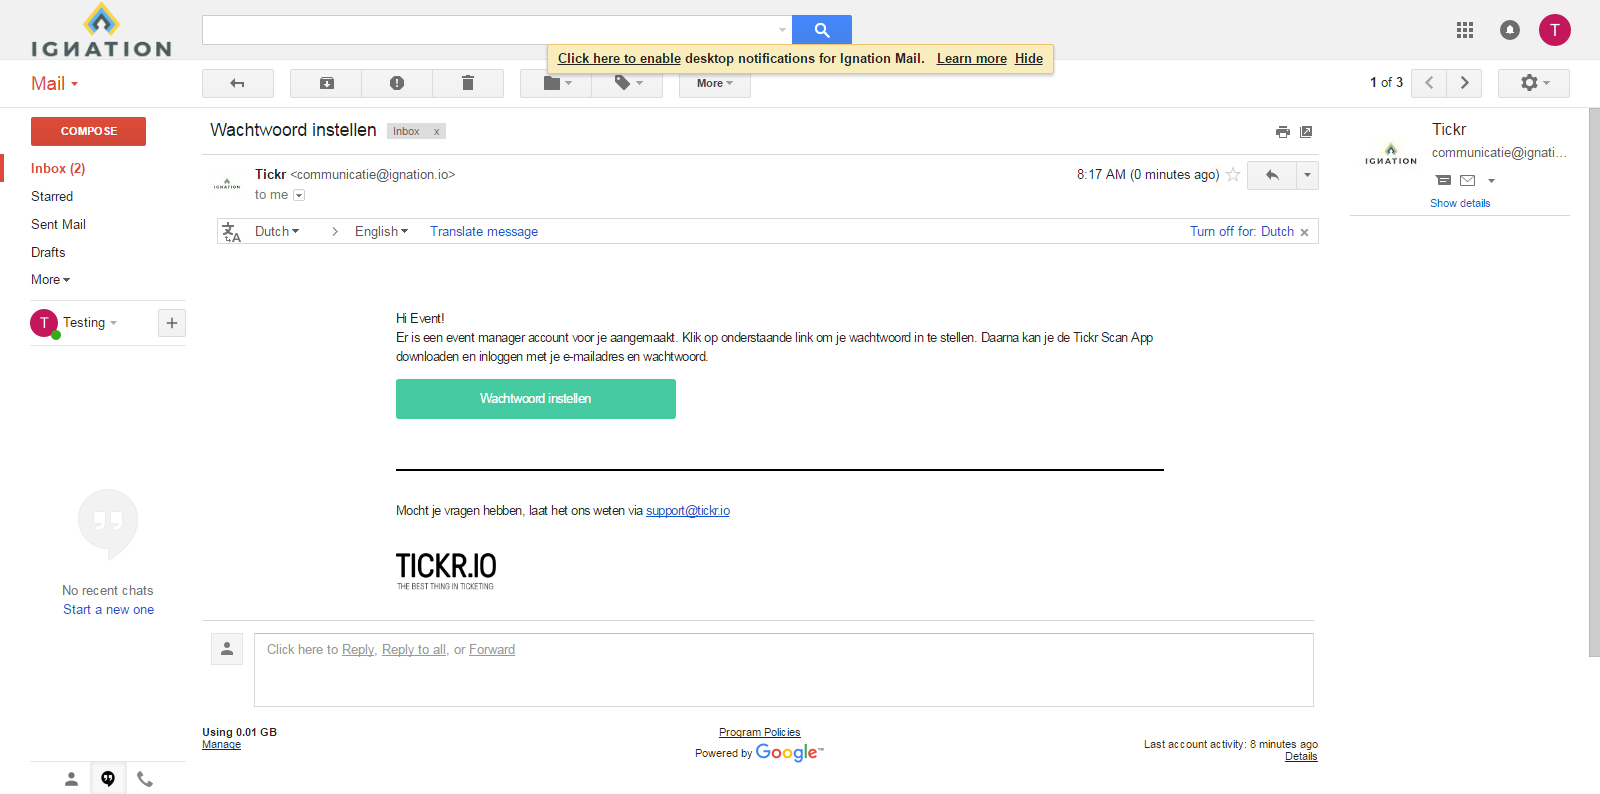 IGNATION
Click here to enable desktop notifications for Ignation Mail. Learn more Hide
T
Mail
More
1 of 3
COMPOSE
Inbox (2)
Starred
Sent Mail
Drafts
More
T
Testing
No recent chats
Start a new one
Wachtwoord instellen
Inbox x
IGNATION
Tickr <communicatie@ignation.io>
to me
8:17 AM (0 minutes ago)
Dutch
English
Translate message
Turn off for: Dutch
Hi Event!
Er is een event manager account voor je aangemaakt. Klik op onderstaande link om je wachtwoord in te stellen. Daarna kan je de Tickr Scan App
downloaden en inloggen met je e-mailadres en wachtwoord.
Wachtwoord instellen
Mocht je vragen hebben, laat het ons weten via support@tickr.io
TICKR.IO
THE BEST THING IN TICKETING
Click here to Reply, Reply to all, or Forward
IGNATION
Tickr
communicatie@ignati...
Show details
Using 0.01 GB
Manage
Program Policies
Powered by Google™
Last account activity: 8 minutes ago
Details